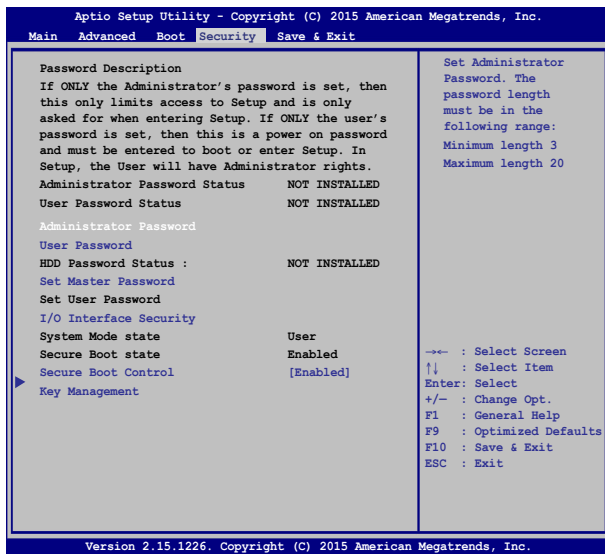 Aptio Setup Utility - Copyright (C) 2015 American Megatrends, Inc.
Main Advanced Boot Security Save & Exit
Password Description
If ONLY the Administrator's password is set, then
this only limits access to Setup and is only
asked for when entering Setup. If ONLY the user's
password is set, then this is a power on password
and must be entered to boot or enter Setup. In
Setup, the User will have Administrator rights.
Administrator Password Status NOT INSTALLED
User Password Status NOT INSTALLED
Administrator Password
User Password
HDD Password Status : NOT INSTALLED
Set Master Password
Set User Password
I/O Interface Security
System Mode state User
Secure Boot state Enabled
Secure Boot Control [Enabled]
Key Management
Set Administrator
Password. The
password length
must be in the
following range:
Minimum length 3
Maximum length 20
→← : Select Screen
↑↓ : Select Item
Enter: Select
+/— : Change Opt.
F1 : General Help
F9 : Optimized Defaults
F10 : Save & Exit
ESC : Exit
Version 2.15.1226. Copyright (C) 2015 American Megatrends, Inc.